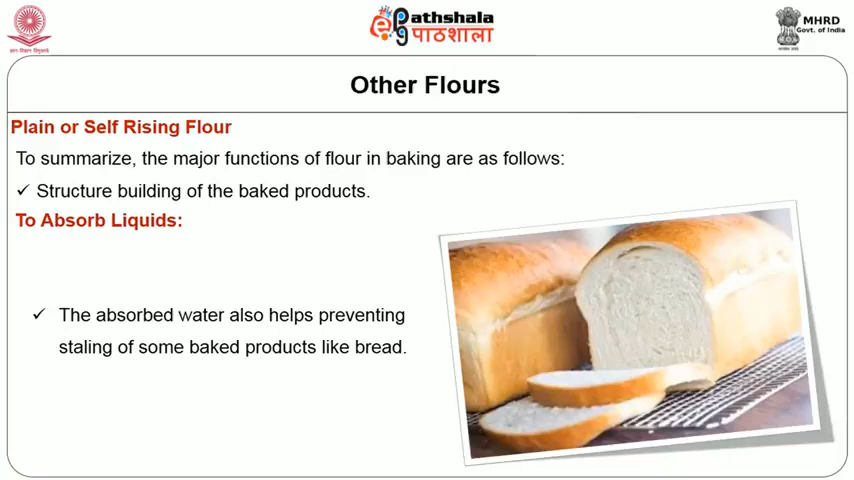 ePathshala
पाठशाला
MHRD
Govt. of India
Other Flours
Plain or Self Rising Flour
To summarize, the major functions of flour in baking are as follows:
✓ Structure building of the baked products.
To Absorb Liquids:
✓ The absorbed water also helps preventing
staling of some baked products like bread.